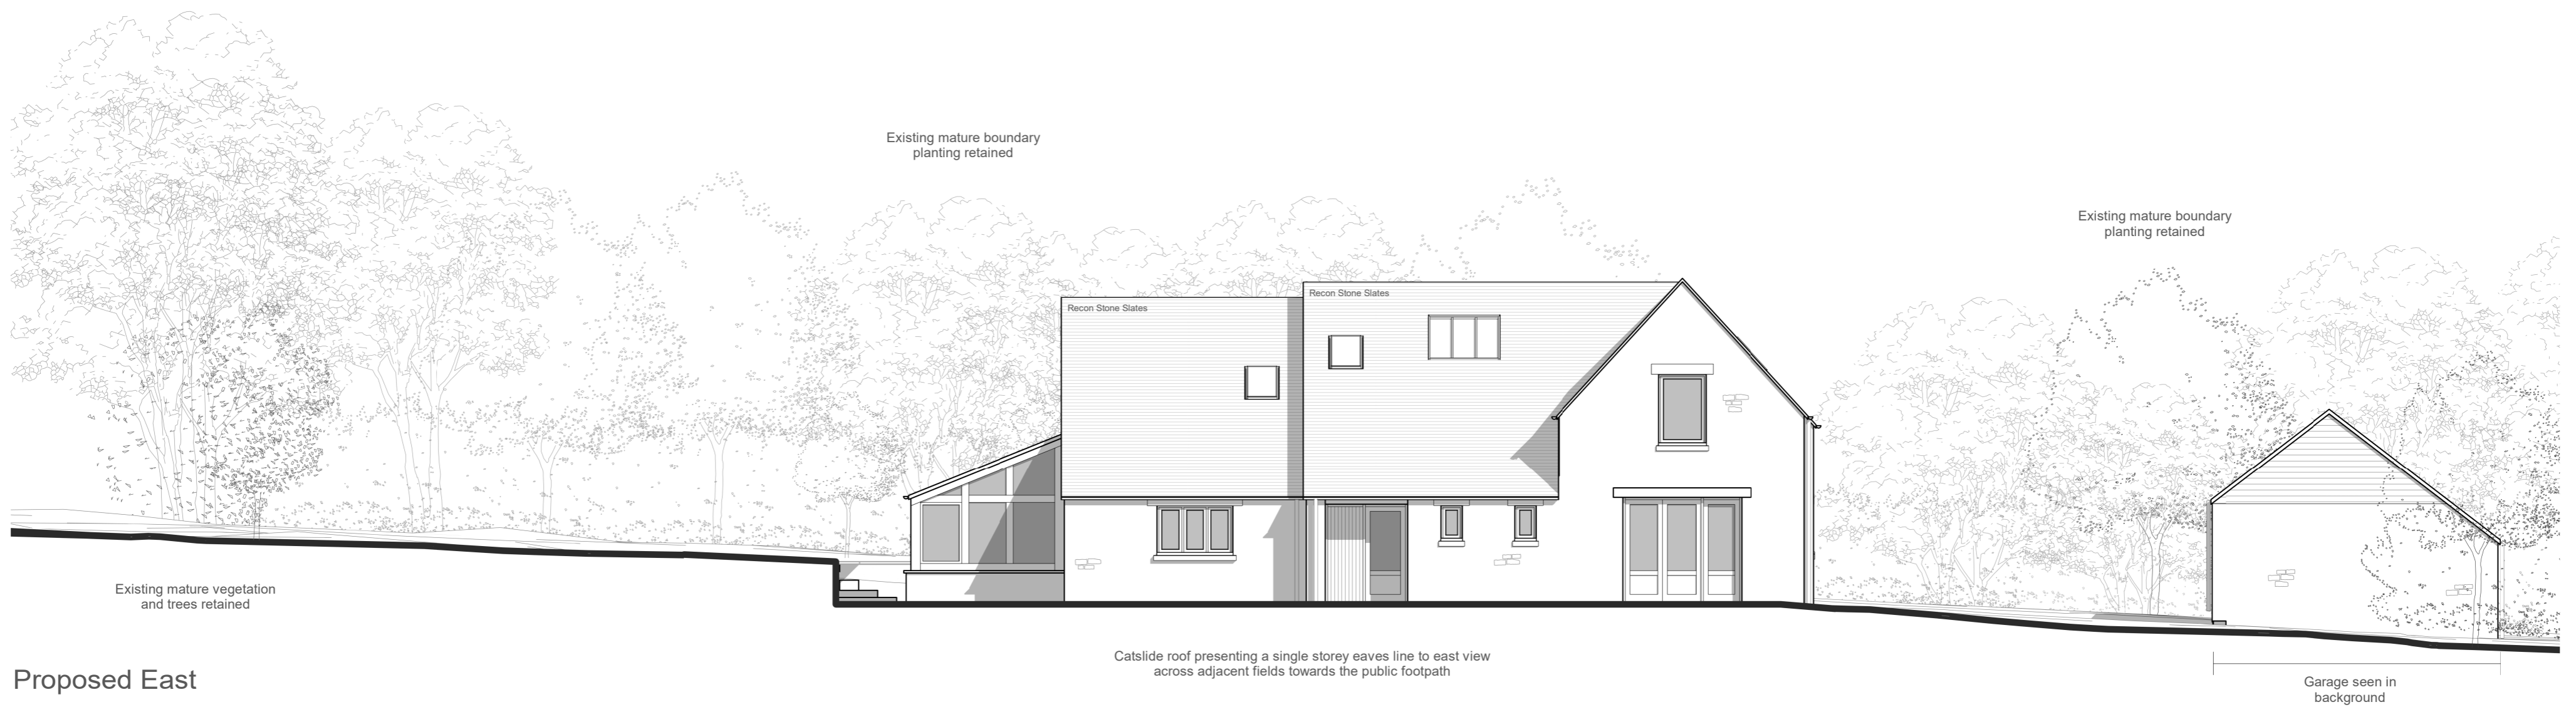 Existing mature boundary
planting retained
Existing mature boundary
planting retained
Recon Stone Slates
Recon Stone Slates
Existing mature vegetation
and trees retained
Catslide roof presenting a single storey eaves line to east view
across adjacent fields towards the public footpath
Proposed East
Garage seen in
background